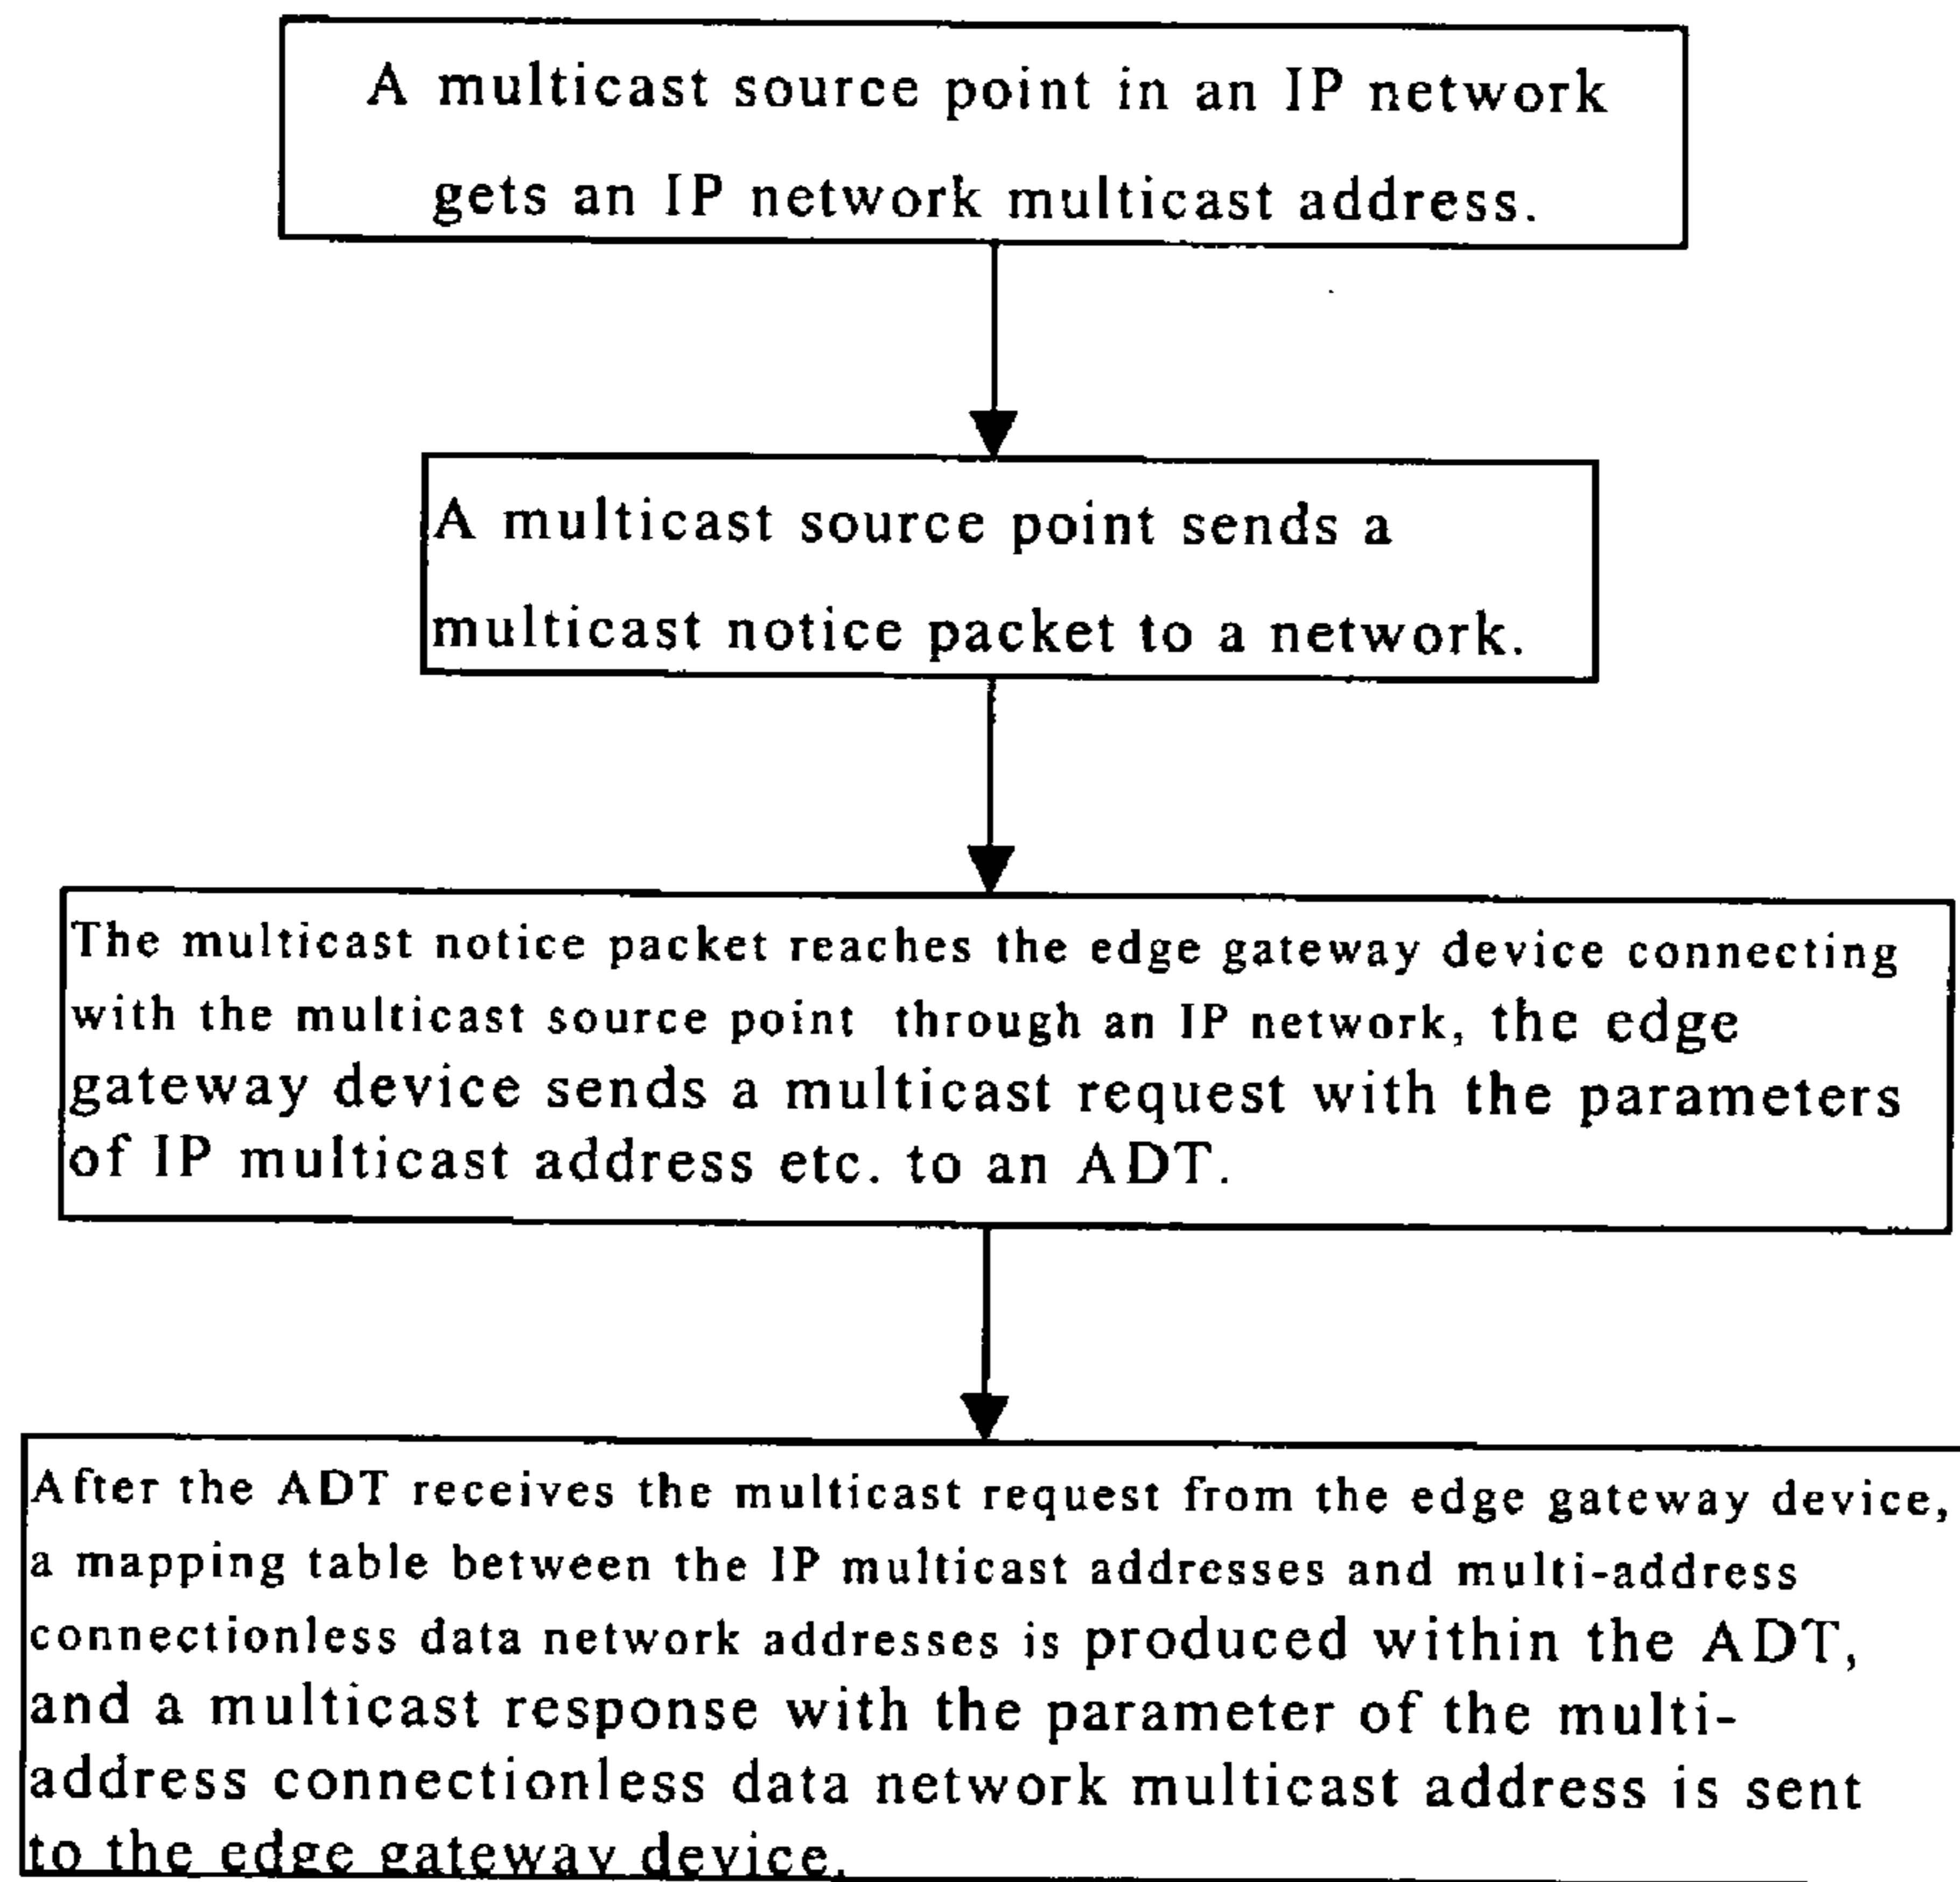 A multicast source point in an IP network
gets an IP network multicast address.
A multicast source point sends a
multicast notice packet to a network.
The multicast notice packet reaches the edge gateway device connecting
with the multicast source point through an IP network, the edge
gateway device sends a multicast request with the parameters
of IP multicast address etc. to an ADT.
After the ADT receives the multicast request from the edge gateway device,
a mapping table between the IP multicast addresses and multi-address
connectionless data network addresses is produced within the ADT,
and a multicast response with the parameter of the multi-
address connectionless data network multicast address is sent
to the edge gateway device.